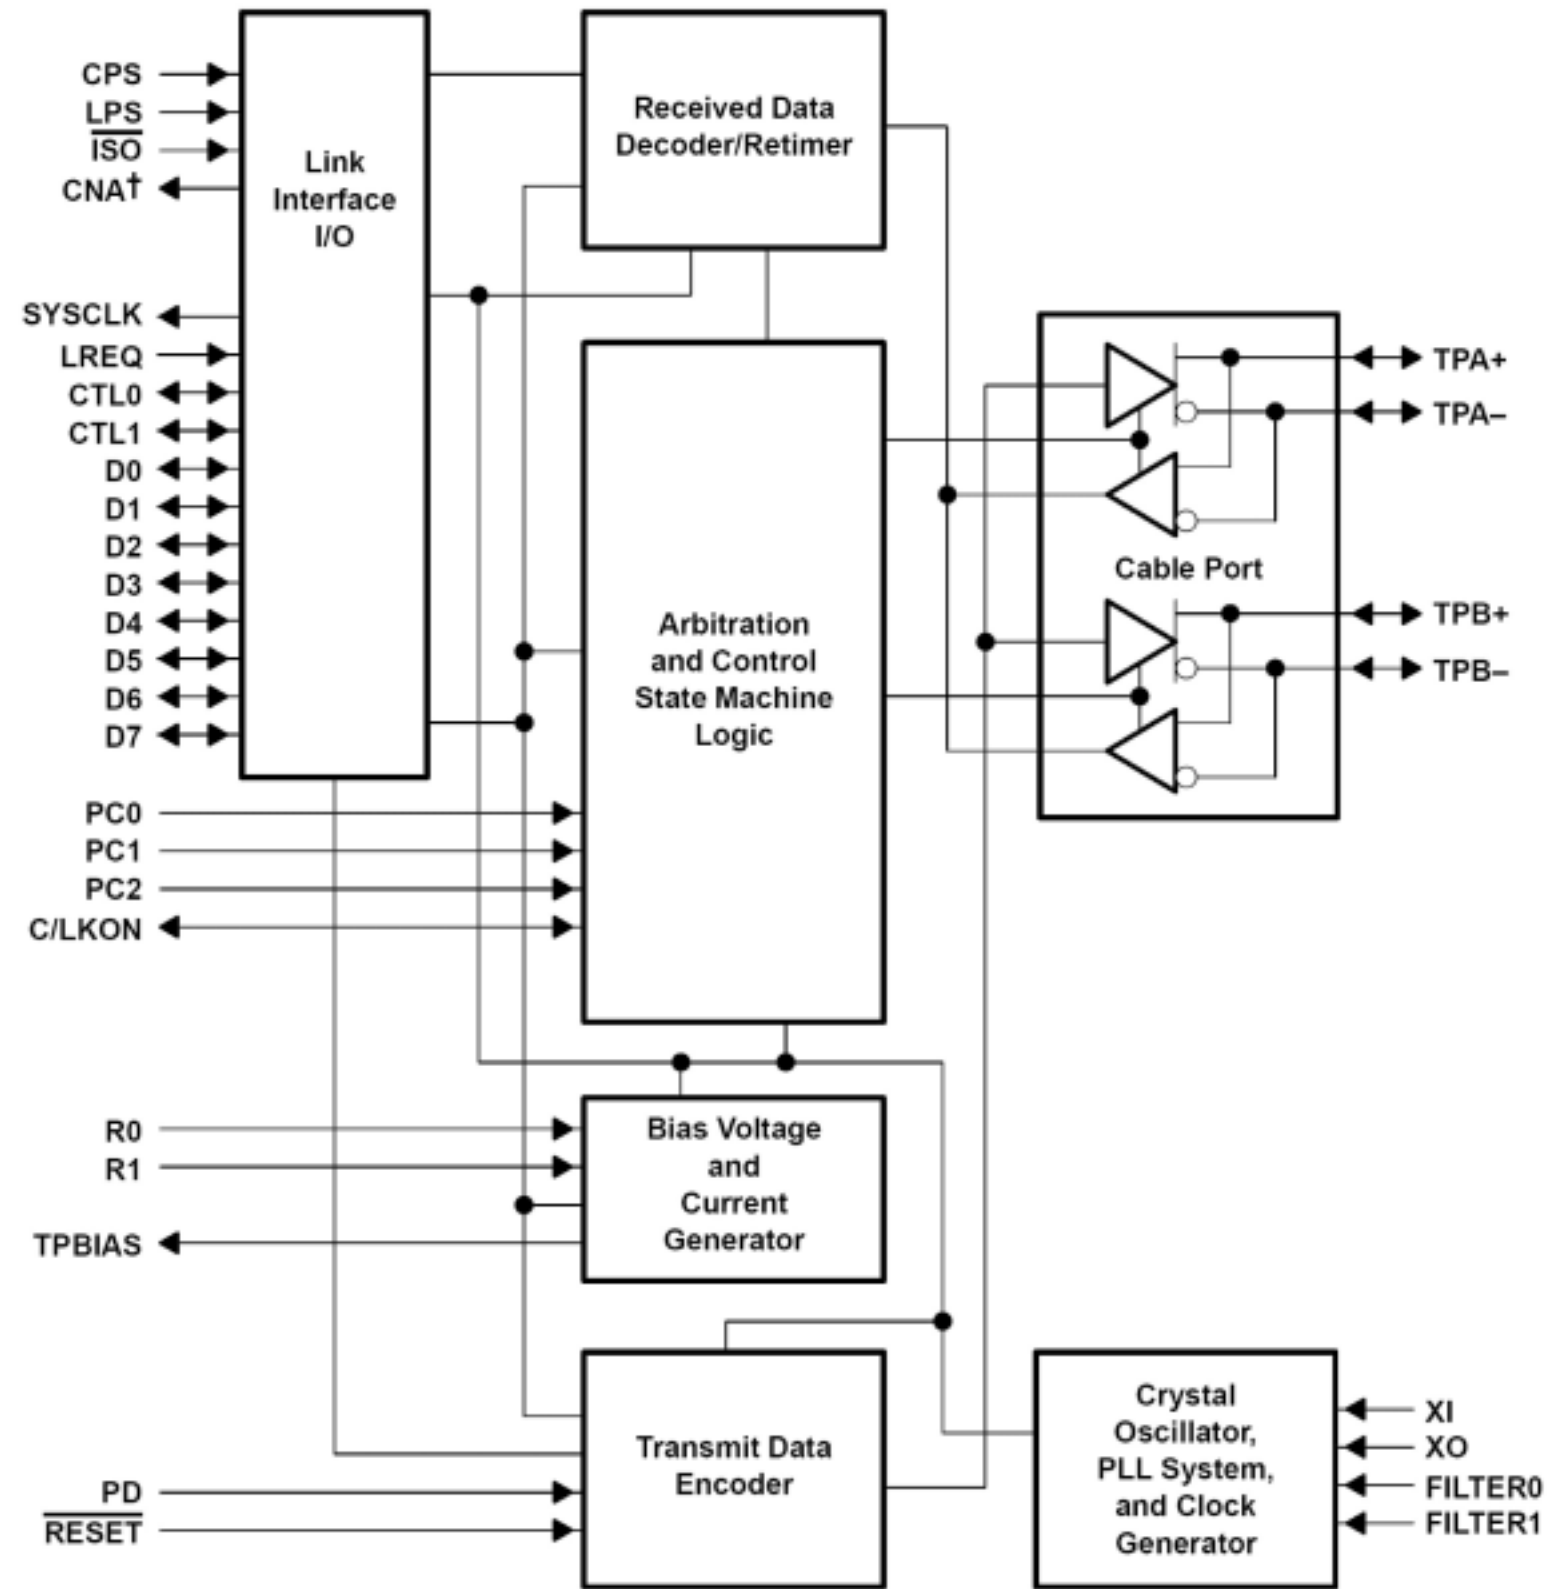 CPS
LPS
ISO
CNA†
SYSCLK
LREQ
CTL0
CTL1
D0
D1
D2
D3
D4
D5
D6
D7
Link
Interface
I/O
Received Data
Decoder/Retimer
PC0
PC1
PC2
C/LKON
Arbitration
and Control
State Machine
Logic
TPA+
TPA–
Cable Port
TPB+
TPB–
R0
R1
TPBIAS
Bias Voltage
and
Current
Generator
PD
RESET
Transmit Data
Encoder
Crystal
Oscillator,
PLL System,
and Clock
Generator
XI
XO
FILTER0
FILTER1